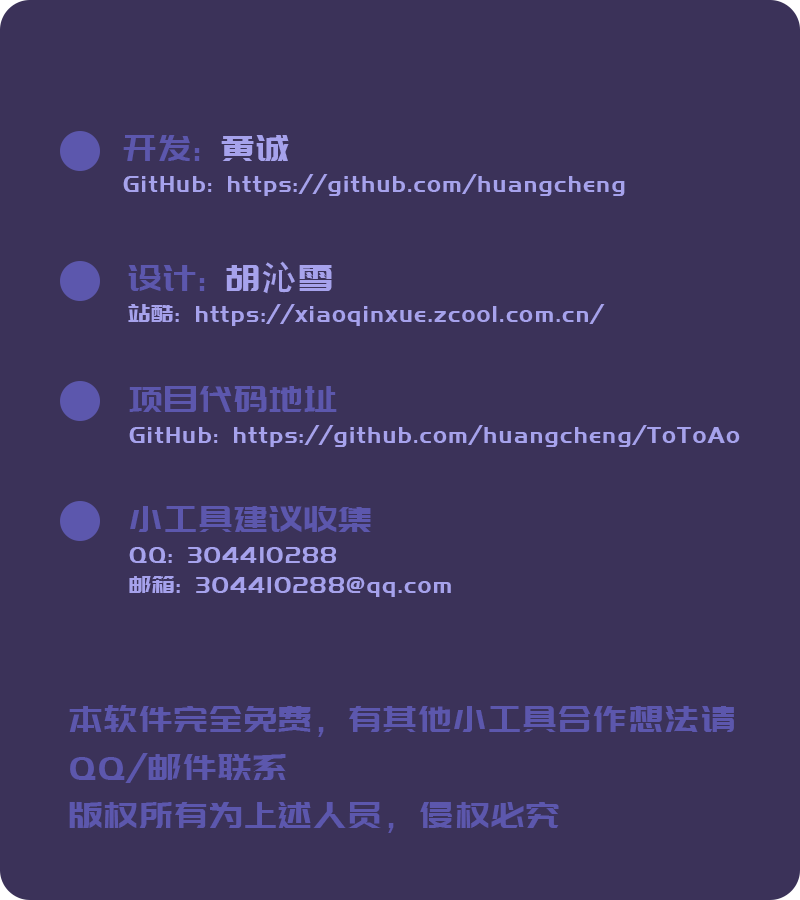 开发: 黄诚
GitHub: https://github.com/huangcheng
设计: 胡沁雪
站酷: https://xiaoqinxue.zcool.com.cn/
项目代码地址
GitHub: https://github.com/huangcheng/ToToAo
小工具建议收集
QQ: 304410288
邮箱: 304410288@qq.com
本软件完全免费，有其他小工具合作想法请
QQ/邮件联系
版权所有为上述人员，侵权必究